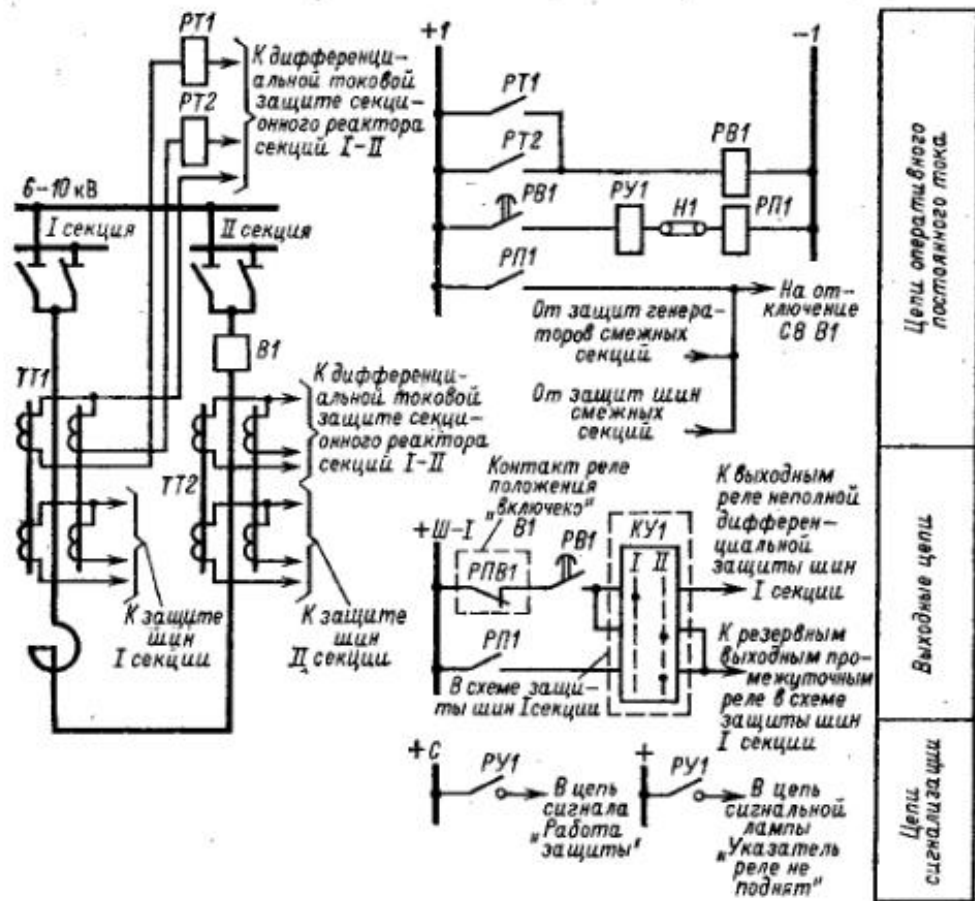 РТ1
К дифференци-
альной токовой
защите секци-
онного реактора
секций I-II
РТ2
6-10 кВ
I секция
II секция
В1
ТТ1
К дифференци-
альной токовой
защите секци-
онного реактора
секций I-II
ТТ2
К защите
шин
I секции
К защите
шин
II секции
+1
-1
РТ1
РТ2
РВ1
РВ1
РУ1
Н1
РП1
РП1
На от-
ключение
СВ В1
От защит генера-
торов смежных
секций
От защит шин
смежных
секций
Цепи оперативного
постоянного тока
Контакт реле
положения
„включено"
В1
+Ш-I
РПВ1
РВ1
КУ1
I II
К выходным
реле неполной
дифферен-
циальной
защиты шин
I секции
РП1
В схеме защи-
ты шин I секции
К резервным
выходным про-
межуточным
реле в схеме
защиты шин
I секции
Выходные цепи
+С
РУ1
В цепь
сигнала
„Работа
защиты"
+
РУ1
В цепь
сигнальной
лампы
„Указатель
реле не
поднят"
Цепи
сигнализации